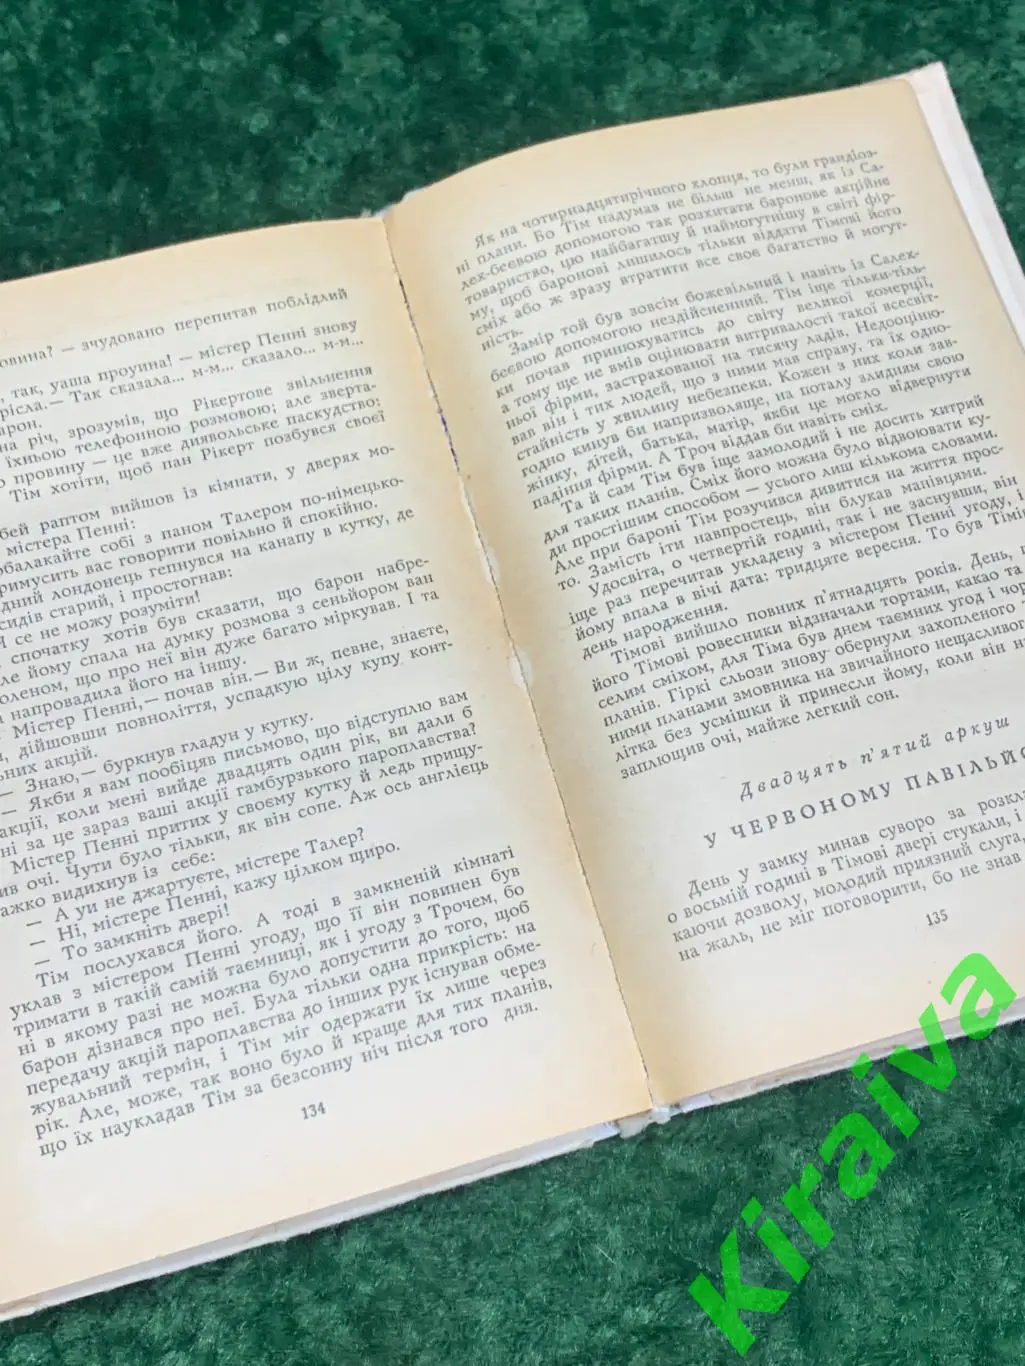 овина? — зчудовано перепитав поблідлий
, так, уаша проуина! — містер Пенні знову
рісла.— Так сказала... м-м... сказало... м-м...
арон.
на річ, зрозумів, що Рікертове звільнення
їхньою телефонною розмовою; але зверта-
о провину — це вже диявольське паскудство;
Тім хотіти, щоб пан Рікерт позбувся своєї
бей раптом вийшов із кімнати, у дверях мо-
містера Пенні:
обалакайте собі з паном Талером по-німецько-
примусить вас говорити повільно й спокійно.
дний лондонець гепнувся на канапу в кутку, де
сидів старий, і простогнав:
Я се не можу розуміти!
спочатку хотів був сказати, що барон набре-
ле йому спала на думку розмова з сеньйором ван
оленом, що про неї він дуже багато міркував. І та
напровадила його на іншу.
Містер Пенні,— почав він.— Ви ж, певне, знаєте,
, дійшовши повноліття, успадкую цілу купу конт-
ьних акцій.
— Знаю,— буркнув гладун у кутку.
— Якби я вам пообіцяв письмово, що відступлю вам
акції, коли мені вийде двадцять один рік, ви дали б
ні за це зараз ваші акції гамбурзького пароплавства?
Містер Пенні притих у своєму кутку й ледь прищу-
ив очі. Чути було тільки, як він сопе. Аж ось англієць
ажко видихнув із себе:
— А уи не джартуєте, містере Талер?
— Ні, містере Пенні, кажу цілком щиро.
— То замкніть двері!
Тім послухався його. А тоді в замкненій кімнаті
уклав з містером Пенні угоду, що її він повинен був
тримати в такій самій таємниці, як і угоду з Трочем, бо
ні в якому разі не можна було допустити до того, щоб
барон дізнався про неї. Була тільки одна прикрість: на
передачу акцій пароплавства до інших рук існував обме-
жувальний термін, і Тім міг одержати їх лише через
рік. Але, може, так воно було й краще для тих планів,
що їх наукладав Тім за безсонну ніч після того дня.
134
Як на чотирнадцятирічного хлопця, то були грандіоз-
ні плани. Бо Тім надумав не більш не менш, як із Са-
лех-беєвою допомогою так розхитати баронове акційне
товариство, цю найбагатшу й наймогутнішу в світі фір-
му, щоб баронові лишилось тільки віддати Тімові його
сміх або ж зразу втратити все своє багатство й могут-
ність.
Замір той був зовсім божевільний і навіть із Салех-
беєвою допомогою нездійсненний. Тім іще тільки-тіль-
ки почав принюхуватись до світу великої комерції,
а тому ще не вмів оцінювати витривалості такої всесвіт-
ньої фірми, застрахованої на тисячу ладів. Недооціню-
вав він і тих людей, що з ними мав справу, та їх одно-
стайність у хвилину небезпеки. Кожен з них коли зав-
годно кинув би напризволяще, на поталу злидням свою
жінку, дітей, батька, матір, якби це могло відвернути
падіння фірми. А Троч віддав би навіть сміх.
Та й сам Тім був іще замолодий і не досить хитрий
для таких планів. Сміх його можна було відвоювати ку-
ди простішим способом — усього лиш кількома словами.
Але при бароні Тім розучився дивитися на життя прос-
то. Замість іти навпростець, він блукав манівцями.
Удосвіта, о четвертій годині, так і не заснувши, він
іще раз перечитав укладену з містером Пенні угоду, і
йому впала в вічі дата: тридцяте вересня. То був Тімів
день народження.
Тімові вийшло повних п'ятнадцять років. День,
його Тімові ровесники відзначали тортами, какао та
селим сміхом, для Тіма був днем таємних угод і чор
планів. Гіркі сльози знову обернули захопленого
ними планами змовника на звичайного нещасливого
літка без усмішки й принесли йому, коли він н
заплющив очі, майже легкий сон.
Двадцять п'ятий аркуш
У ЧЕРВОНОМУ ПАВІЛЬЙО
День у замку минав суворо за розкл
о восьмій годині в Тімові двері стукали, і
каючи дозволу, молодий приязний слуга,
на жаль, не міг поговорити, бо не знав
135
Kiraiva